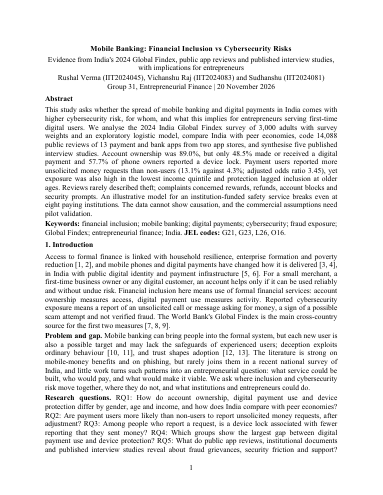 Mobile Banking: Financial Inclusion vs Cybersecurity Risks
Evidence from India's 2024 Global Findex, public app reviews and published interview studies,
with implications for entrepreneurs
Rushal Verma (IIT2024045), Vichanshu Raj (IIT2024083) and Sudhanshu (IIT2024081)
Group 31, Entrepreneurial Finance | 20 November 2026
Abstract
This study asks whether the spread of mobile banking and digital payments in India comes with
higher cybersecurity risk, for whom, and what this implies for entrepreneurs serving first-time
digital users. We analyse the 2024 India Global Findex survey of 3,000 adults with survey
weights and an exploratory logistic model, compare India with peer economies, code 14,088
public reviews of 13 payment and bank apps from two app stores, and synthesise five published
interview studies. Account ownership was 89.0%, but only 48.5% made or received a digital
payment and 57.7% of phone owners reported a device lock. Payment users reported more
unsolicited money requests than non-users (13.1% against 4.3%; adjusted odds ratio 3.45), yet
exposure was also high in the lowest income quintile and protection lagged inclusion at older
ages. Reviews rarely described theft; complaints concerned rewards, refunds, account blocks and
security prompts. An illustrative model for an institution-funded safety service breaks even at
eight paying institutions. The data cannot show causation, and the commercial assumptions need
pilot validation.
Keywords: financial inclusion; mobile banking; digital payments; cybersecurity; fraud exposure;
Global Findex; entrepreneurial finance; India. JEL codes: G21, G23, L26, O16.
1. Introduction
Access to formal finance is linked with household resilience, enterprise formation and poverty
reduction [1, 2], and mobile phones and digital payments have changed how it is delivered [3, 4],
in India with public digital identity and payment infrastructure [5, 6]. For a small merchant, a
first-time business owner or any digital customer, an account helps only if it can be used reliably
and without undue risk. Financial inclusion here means use of formal financial services: account
ownership measures access, digital payment use measures activity. Reported cybersecurity
exposure means a report of an unsolicited call or message asking for money, a sign of a possible
scam attempt and not verified fraud. The World Bank's Global Findex is the main cross-country
source for the first two measures [7, 8, 9].
Problem and gap. Mobile banking can bring people into the formal system, but each new user is
also a possible target and may lack the safeguards of experienced users; deception exploits
ordinary behaviour [10, 11], and trust shapes adoption [12, 13]. The literature is strong on
mobile-money benefits and on phishing, but rarely joins them in a recent national survey of
India, and little work turns such patterns into an entrepreneurial question: what service could be
built, who would pay, and what would make it viable. We ask where inclusion and cybersecurity
risk move together, where they do not, and what institutions and entrepreneurs could do.
Research questions. RQ1: How do account ownership, digital payment use and device
protection differ by gender, age and income, and how does India compare with peer economies?
RQ2: Are payment users more likely than non-users to report unsolicited money requests, after
adjustment? RQ3: Among people who report a request, is a device lock associated with fewer
reporting that they sent money? RQ4: Which groups show the largest gap between digital
payment use and device protection? RQ5: What do public app reviews, institutional documents
and published interview studies reveal about fraud grievances, security friction and support?
1